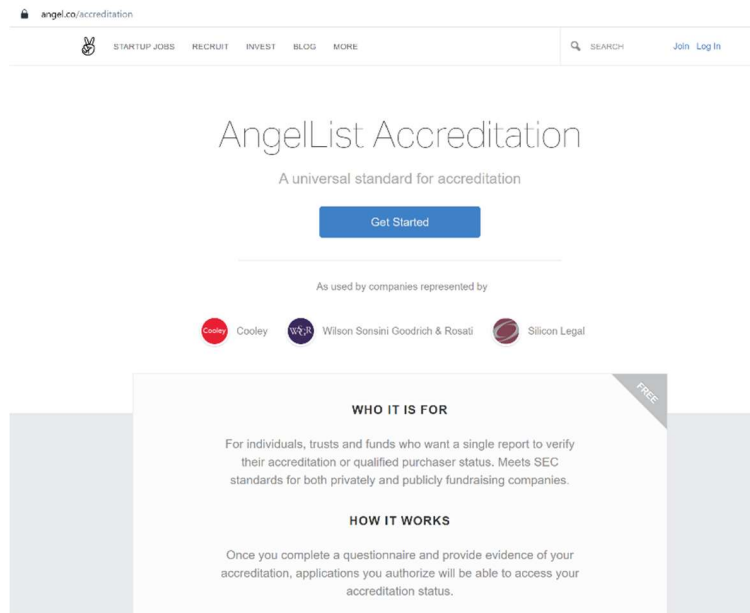 angel.co/accreditation
STARTUP JOBS RECRUIT INVEST BLOG MORE SEARCH Join Log In
AngelList Accreditation
A universal standard for accreditation
Get Started
As used by companies represented by
Cooley Cooley WSGR Wilson Sonsini Goodrich & Rosati Silicon Legal
FREE
WHO IT IS FOR
For individuals, trusts and funds who want a single report to verify
their accreditation or qualified purchaser status. Meets SEC
standards for both privately and publicly fundraising companies.
HOW IT WORKS
Once you complete a questionnaire and provide evidence of your
accreditation, applications you authorize will be able to access your
accreditation status.